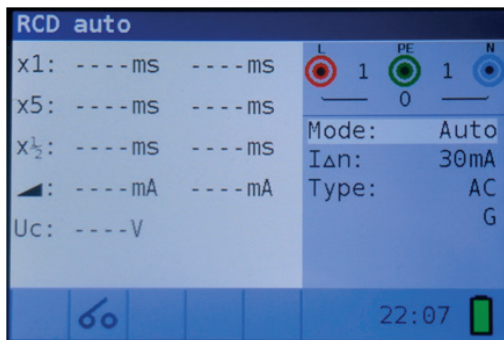 RCD auto
x1: ----ms ----ms
x5: ----ms ----ms
x½: ----ms ----ms
◢: ----mA ----mA
Uc: ----V
L PE N
1 1
0
Mode: Auto
I∆n: 30mA
Type: AC
G
22:07